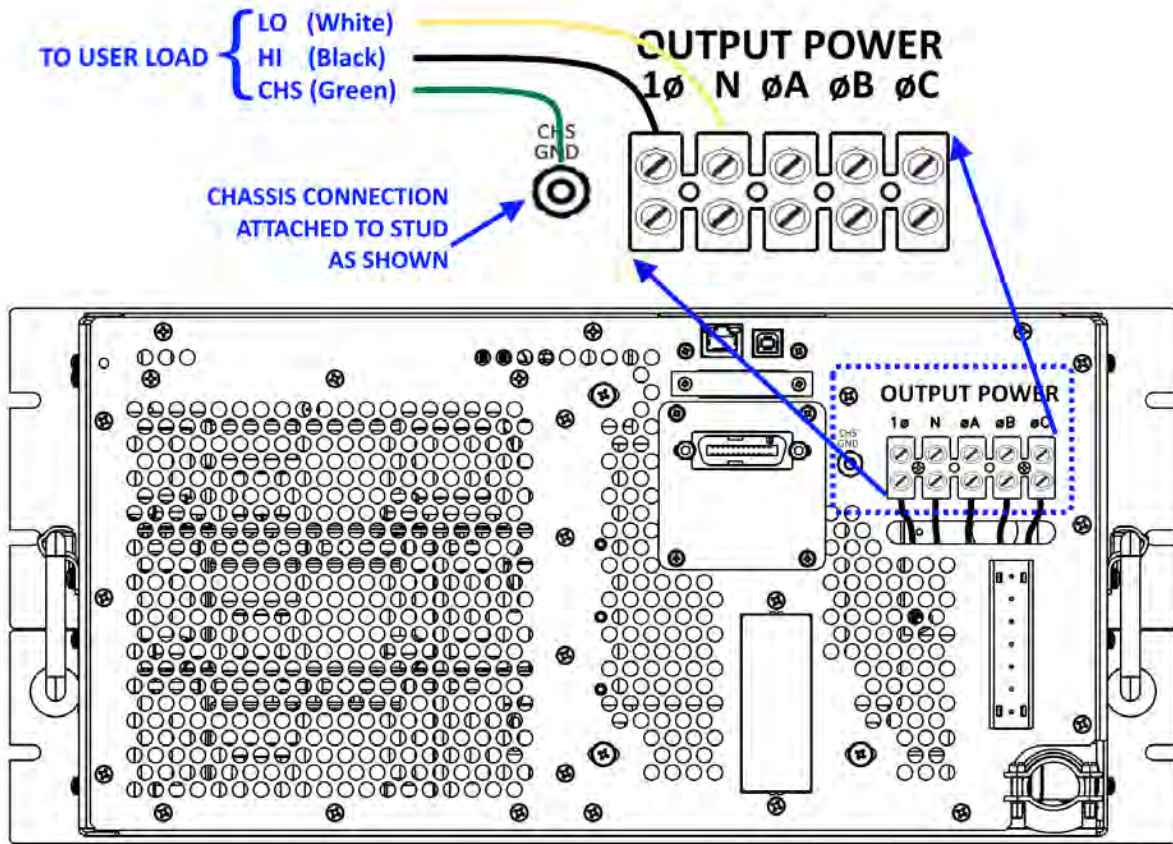 LO (White)
TO USER LOAD
HI (Black)
CHS (Green)
OUTPUT POWER
1ø N øA øB øC
CHS
GND
CHASSIS CONNECTION
ATTACHED TO STUD
AS SHOWN
OUTPUT POWER
1ø N øA øB øC
CHS
GND